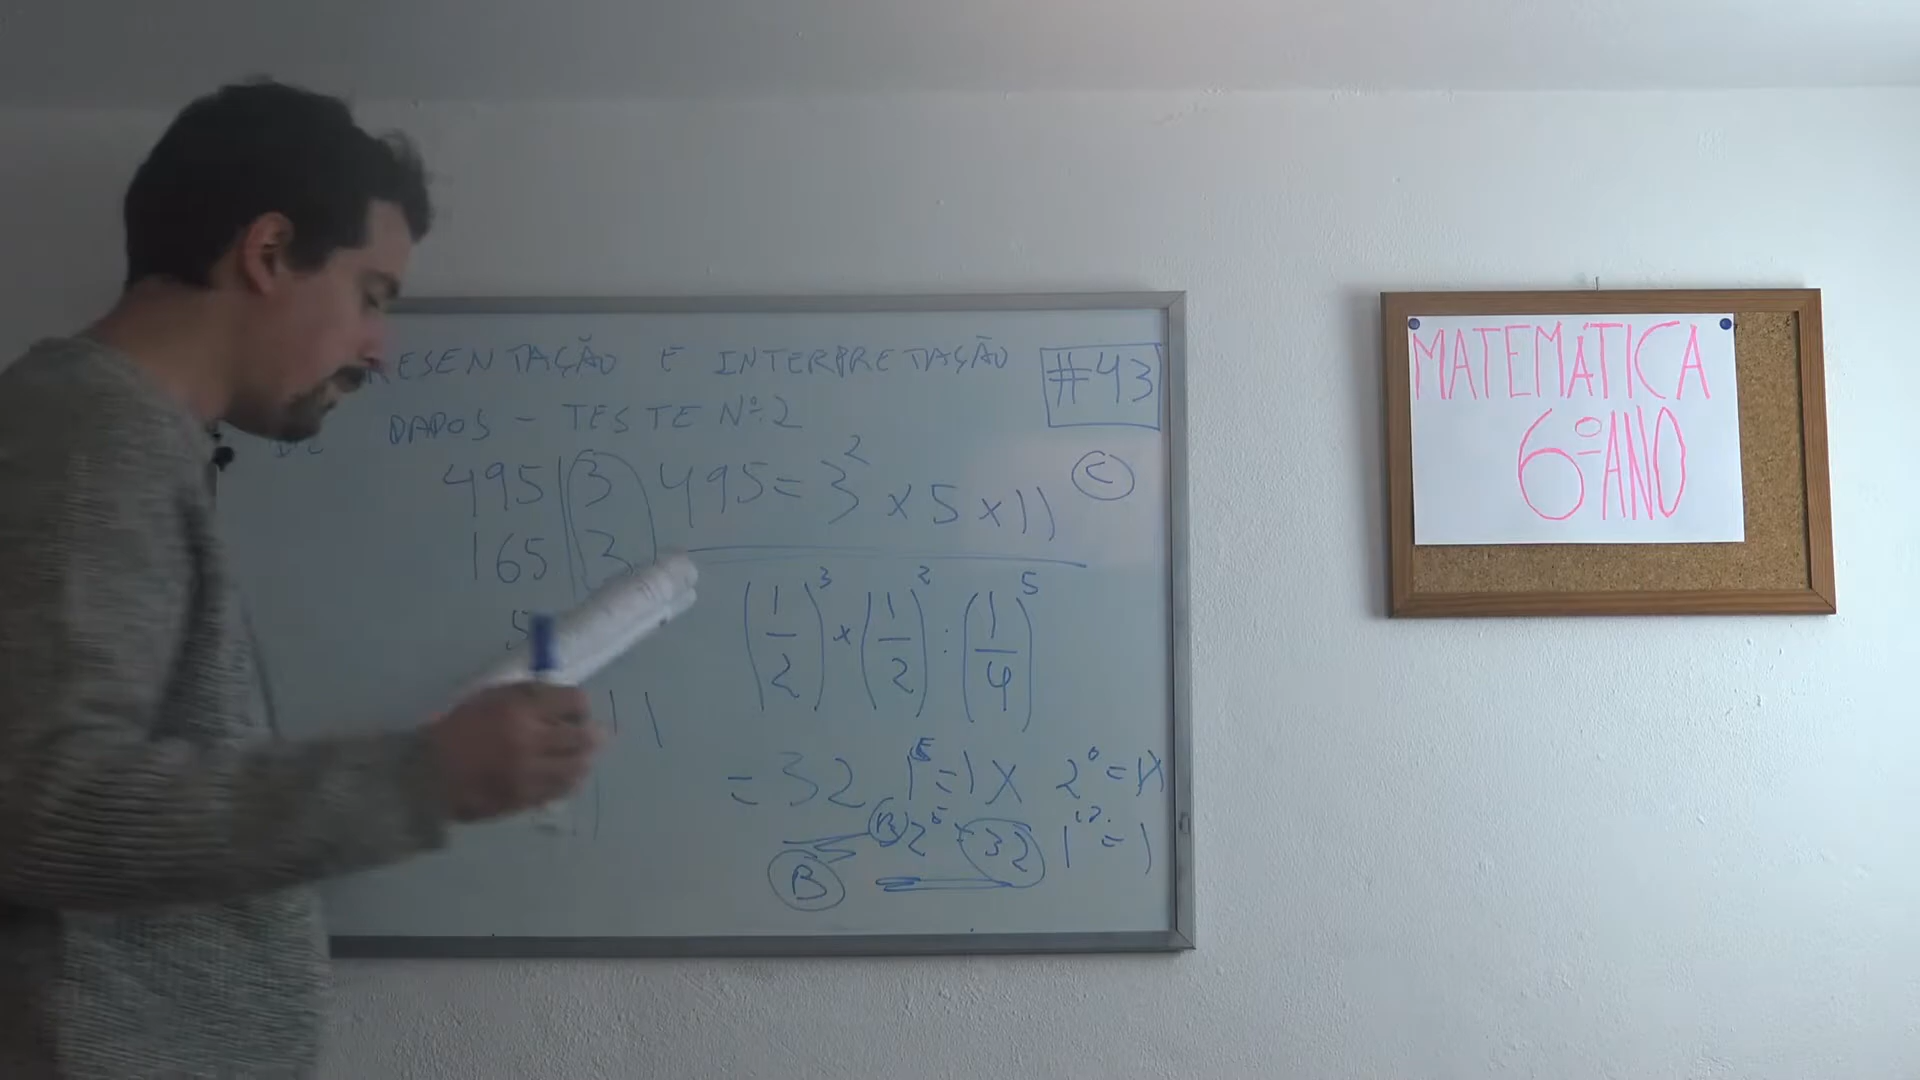 RESENTAÇÃO E INTERPRETAÇÃO
#43
DADOS - TESTE Nº2
495 | 3
165 | 3
5
11
1
495 = 3² × 5 × 11
C
(1/2)³ × (1/2)² : (1/4)⁵
= 32
1⁵ = 1 X
2⁰ = 1 X
B
2⁵ = 32
= 1
B
MATEMÁTICA
6º ANO